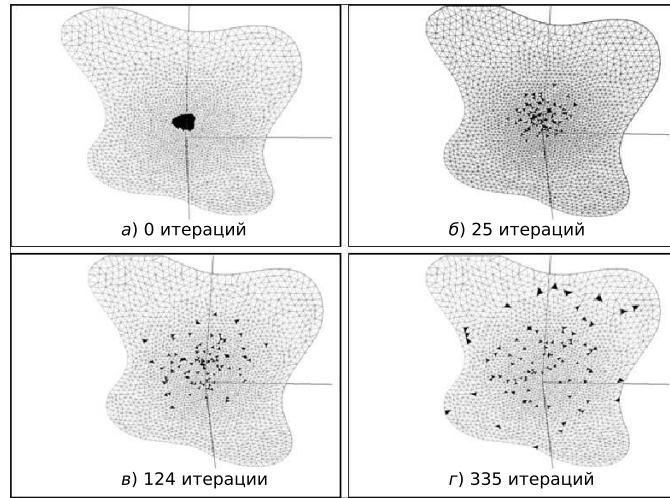 а) 0 итераций
б) 25 итераций
в) 124 итерации
г) 335 итераций